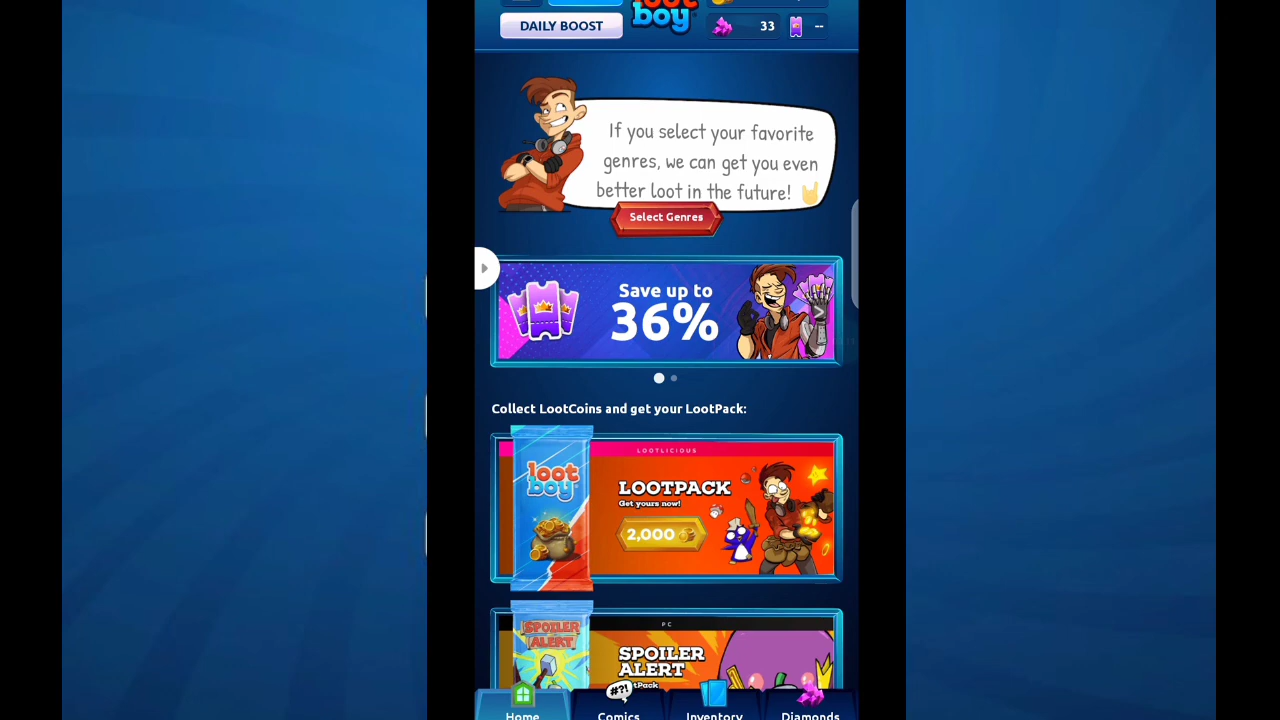 loot
boy
DAILY BOOST
33
--
If you select your favorite
genres, we can get you even
better loot in the future! 🤘
Select Genres
Save up to
36%
Collect LootCoins and get your LootPack:
LOOTLICIOUS
loot
boy
LOOTPACK
Get yours now!
2,000
PC
SPOILER
ALERT
SPOILER
ALERT
tPack
#?!
Home
Comics
Inventory
Diamonds